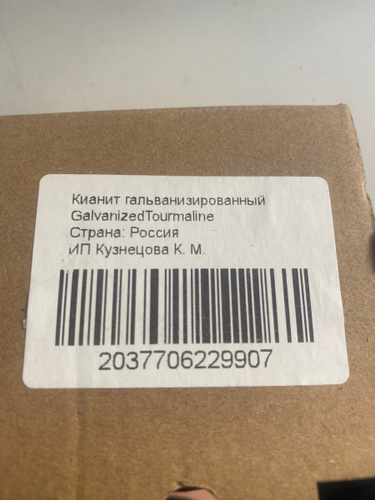 Кианит гальванизированный
GalvanizedTourmaline
Страна: Россия
ИП Кузнецова К. М.
2037706229907